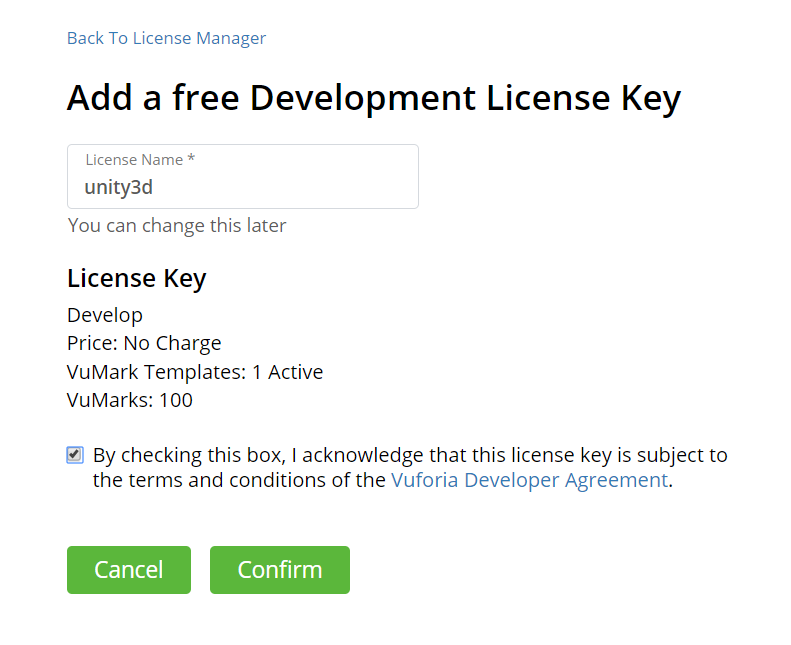 Back To License Manager
Add a free Development License Key
License Name *
unity3d
You can change this later
License Key
Develop
Price: No Charge
VuMark Templates: 1 Active
VuMarks: 100
By checking this box, I acknowledge that this license key is subject to
the terms and conditions of the Vuforia Developer Agreement.
Cancel Confirm